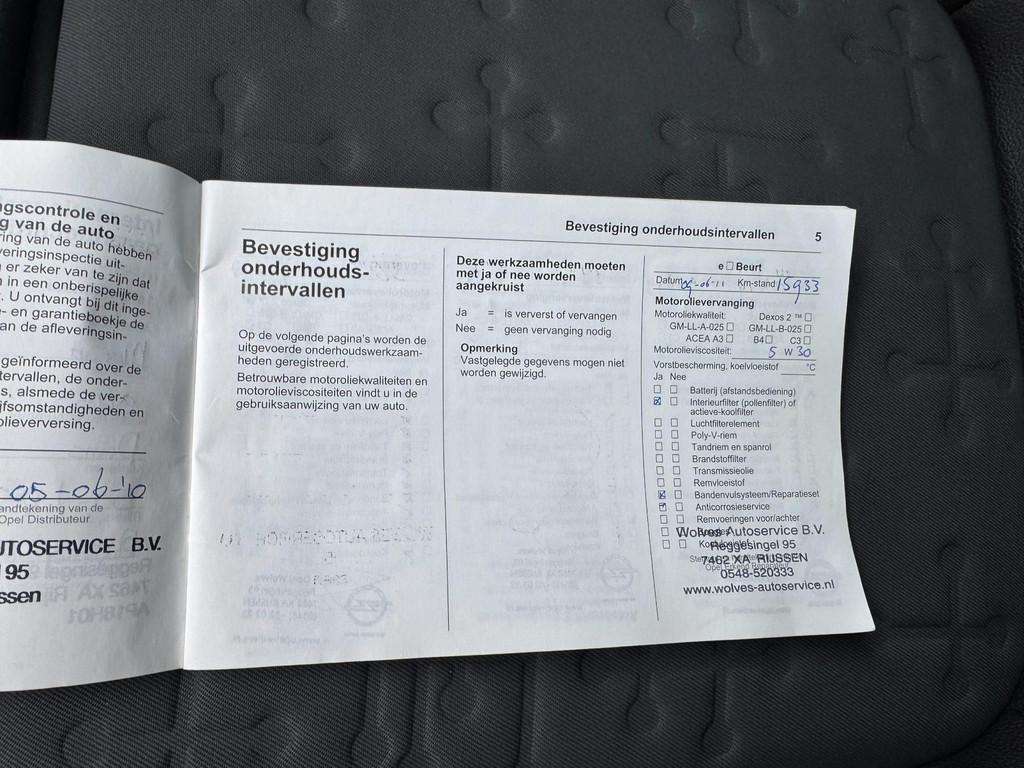 gscontrole en
g van de auto
ring van de auto hebben
veringsinspectie uit-
er zeker van te zijn dat
in een onberispelijke
. U ontvangt bij dit inge-
- en garantieboekje de
an de afleveringsin-
geïnformeerd over de
tervallen, de onder-
s, alsmede de ver-
ijfsomstandigheden en
olieverversing.
05-06-'10
andtekening van de
Opel Distributeur
UTOSERVICE B.V.
95
ssen
Bevestiging onderhoudsintervallen 5
Bevestiging
onderhouds-
intervallen
Op de volgende pagina's worden de
uitgevoerde onderhoudswerkzaam-
heden geregistreerd.
Betrouwbare motoroliekwaliteiten en
motorolieviscositeiten vindt u in de
gebruiksaanwijzing van uw auto.
Deze werkzaamheden moeten
met ja of nee worden
aangekruist
Ja = is ververst of vervangen
Nee = geen vervanging nodig
Opmerking
Vastgelegde gegevens mogen niet
worden gewijzigd.
e Beurt
Datum -06-11 Km-stand 15933
Motorolievervanging
Motoroliekwaliteit: Dexos 2 ™
GM-LL-A-025 GM-LL-B-025
ACEA A3 B4 C3
Motorolieviscositeit: 5 W 30
Vorstbescherming, koelvloeistof °C
Ja Nee
Batterij (afstandsbediening)
Interieurfilter (pollenfilter) of
actieve-koolfilter
Luchtfilterelement
Poly-V-riem
Tandriem en spanrol
Brandstoffilter
Transmissieolie
Remvloeistof
Bandenvulsysteem/Reparatieset
Anticorrosieservice
Remvoeringen voor/achter
Wolves Autoservice B.V.
Reggesingel 95
7462 XA RIJSSEN
0548-520333
www.wolves-autoservice.nl